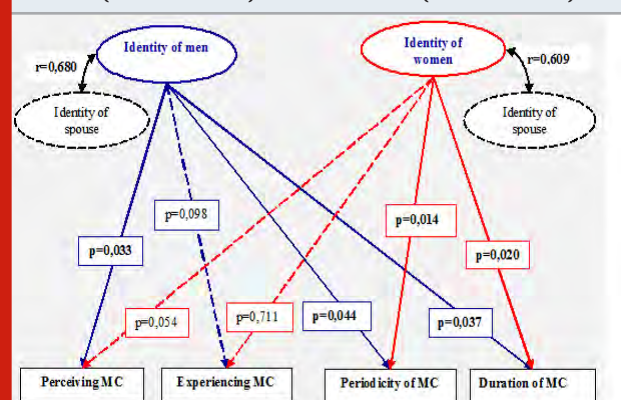 Identity of men
Identity of
women
r=0,680
r=0,609
Identity of
spouse
Identity of
spouse
p=0,098
p=0,014
p=0,033
p=0,020
p=0,054
p=0,711
p=0,044
p=0,037
Perceiving MC
Experiencing MC
Periodicity of MC
Duration of MC